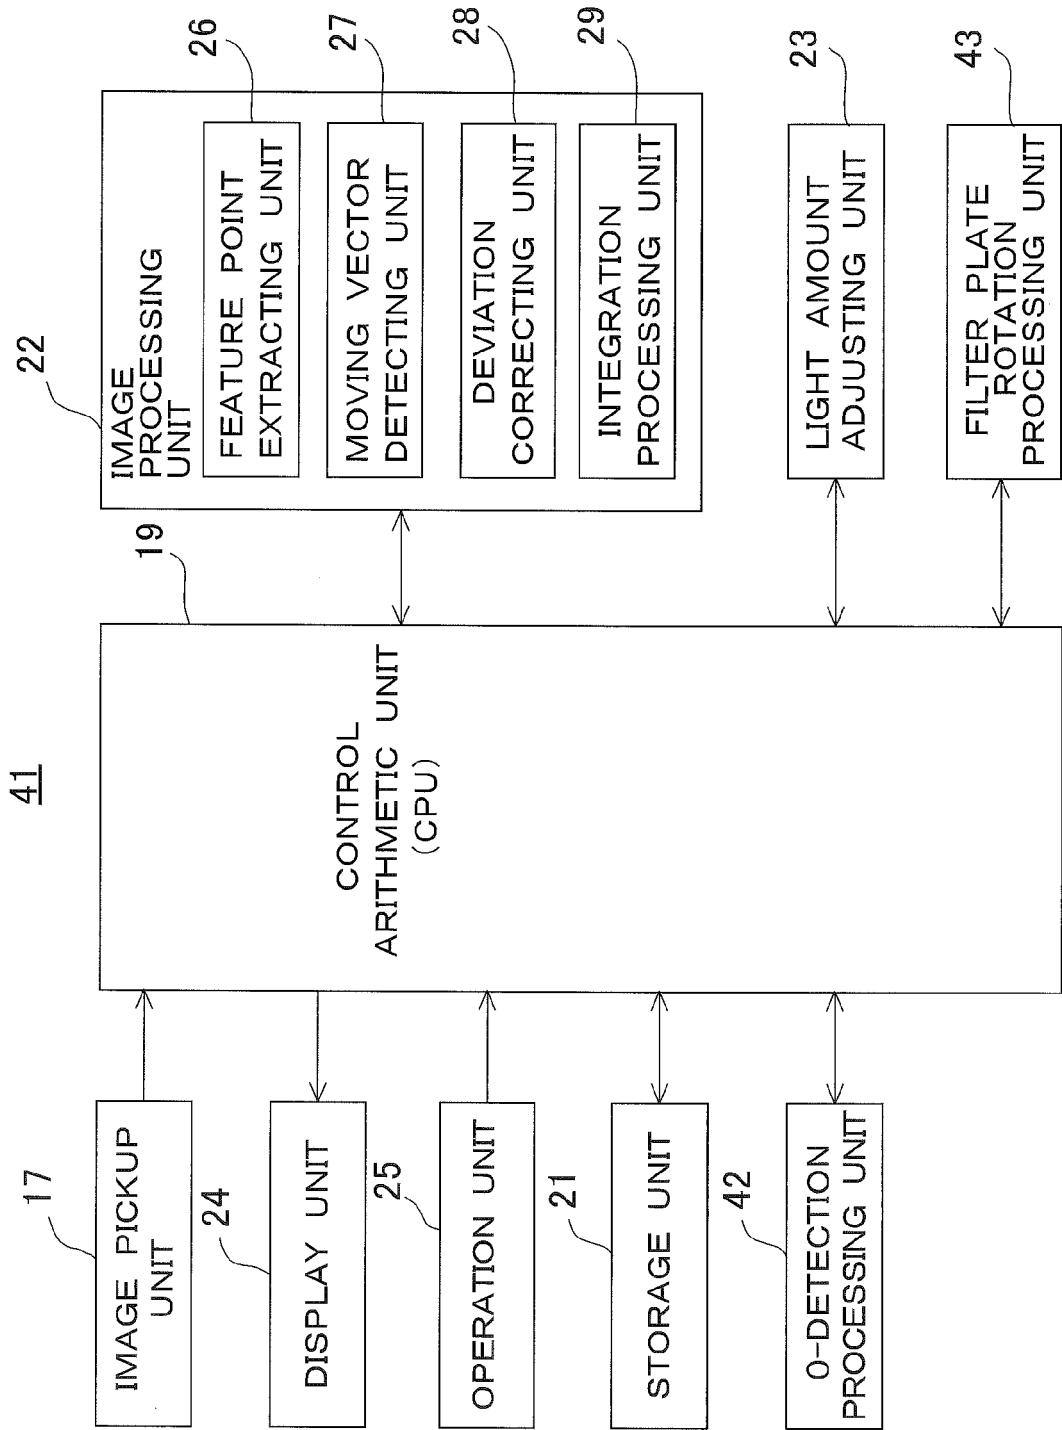 41
17
IMAGE PICKUP
UNIT
24
DISPLAY UNIT
25
OPERATION UNIT
21
STORAGE UNIT
42
0-DETECTION
PROCESSING UNIT
19
CONTROL
ARITHMETIC UNIT
(CPU)
22
IMAGE
PROCESSING
UNIT
26
FEATURE POINT
EXTRACTING UNIT
27
MOVING VECTOR
DETECTING UNIT
28
DEVIATION
CORRECTING UNIT
29
INTEGRATION
PROCESSING UNIT
23
LIGHT AMOUNT
ADJUSTING UNIT
43
FILTER PLATE
ROTATION
PROCESSING UNIT